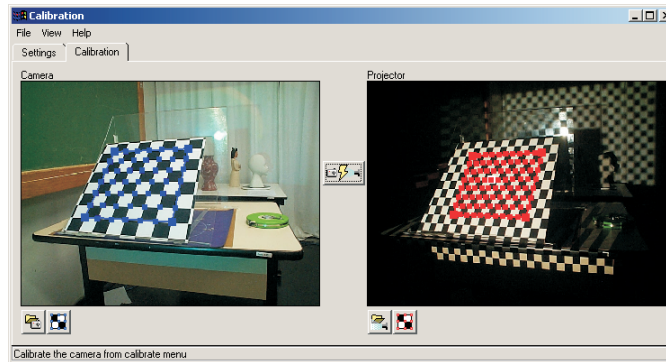 Calibration
File View Help
Settings Calibration
Camera
Projector
Calibrate the camera from calibrate menu